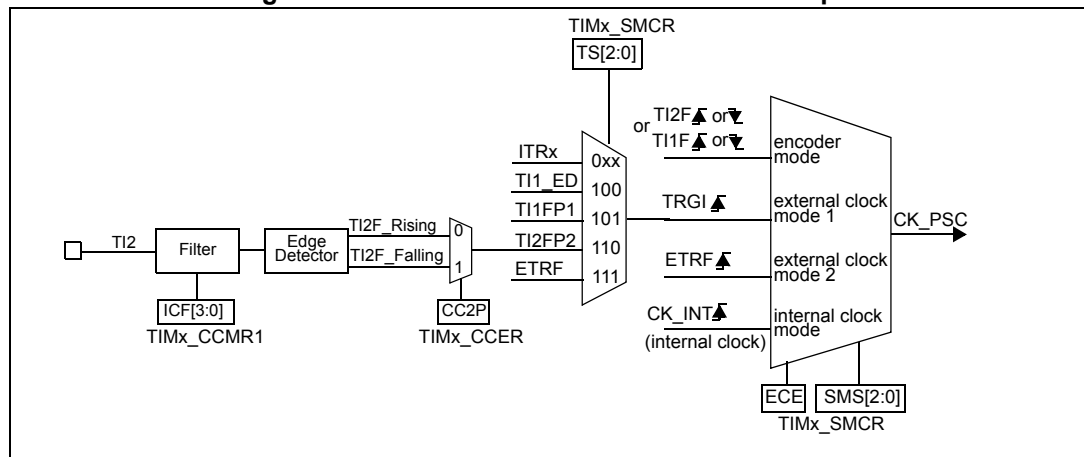 TIMx_SMCR
TS[2:0]
TI2F or
or TI1F or
encoder
mode
ITRx
0xx
TI1_ED
100
TRGI
external clock
mode 1
TI1FP1
101
CK_PSC
TI2F_Rising
0
TI2
Filter
Edge
Detector
TI2FP2
110
TI2F_Falling
1
ETRF
external clock
mode 2
ETRF
111
ICF[3:0]
TIMx_CCMR1
CC2P
TIMx_CCER
CK_INT
(internal clock)
internal clock
mode
ECE
SMS[2:0]
TIMx_SMCR